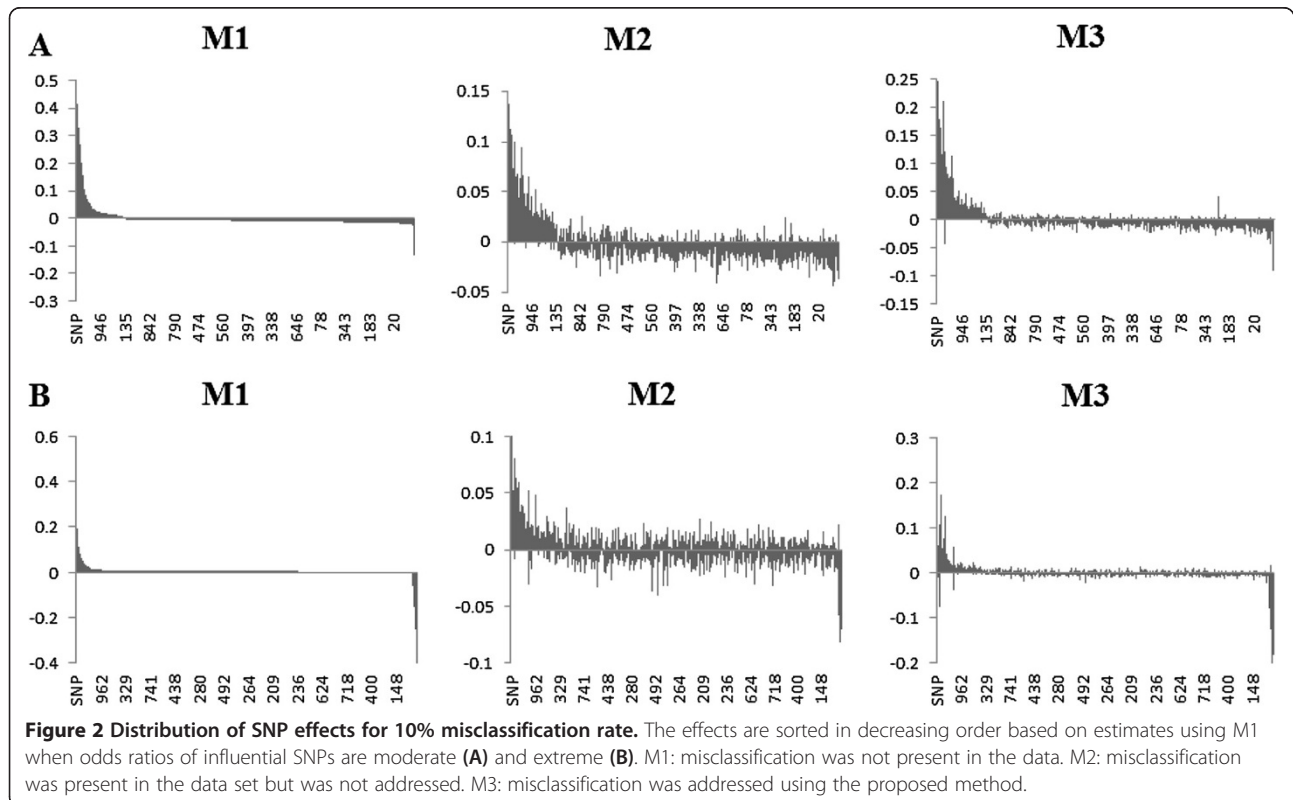 A
M1
M2
M3
0.5
0.4
0.3
0.2
0.1
0
-0.1
-0.2
-0.3
SNP 946 135 842 790 474 560 397 338 646 78 343 183 20
0.15
0.1
0.05
0
-0.05
SNP 946 135 842 790 474 560 397 338 646 78 343 183 20
0.25
0.2
0.15
0.1
0.05
0
-0.05
-0.1
-0.15
SNP 946 135 842 790 474 560 397 338 646 78 343 183 20
B
M1
M2
M3
0.6
0.4
0.2
0
-0.2
-0.4
SNP 962 329 741 438 280 492 264 209 236 624 718 400 148
0.1
0.05
0
-0.05
-0.1
SNP 962 329 741 438 280 492 264 209 236 624 718 400 148
0.3
0.2
0.1
0
-0.1
-0.2
SNP 962 329 741 438 280 492 264 209 236 624 718 400 148
Figure 2 Distribution of SNP effects for 10% misclassification rate. The effects are sorted in decreasing order based on estimates using M1
when odds ratios of influential SNPs are moderate (A) and extreme (B). M1: misclassification was not present in the data. M2: misclassification
was present in the data set but was not addressed. M3: misclassification was addressed using the proposed method.